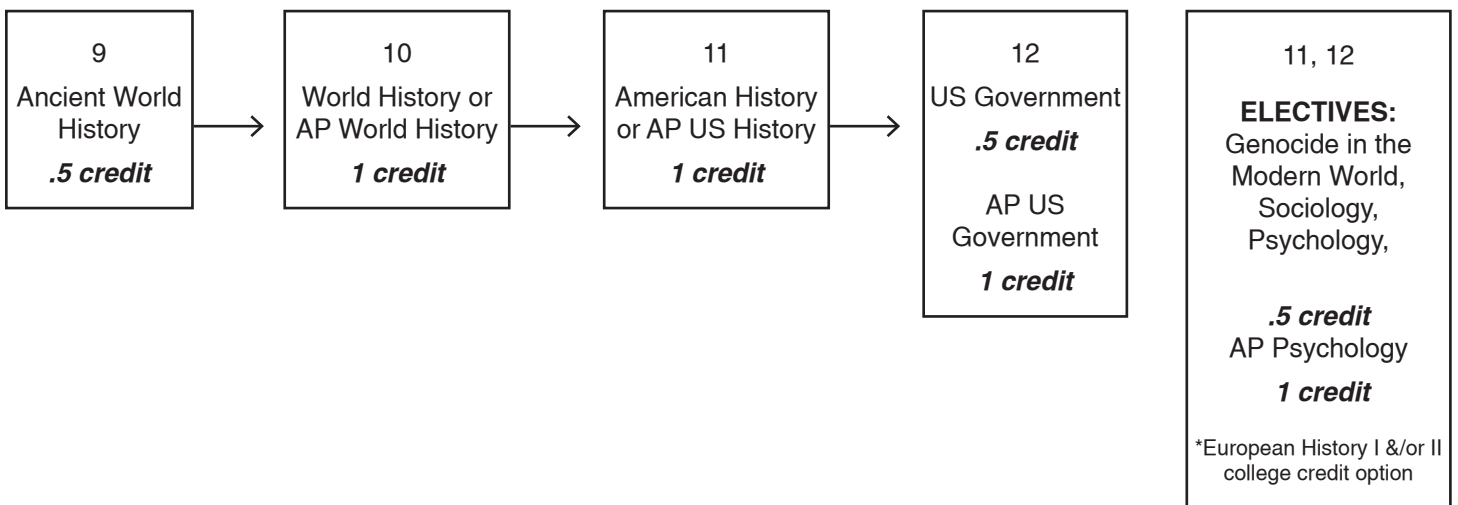 9
Ancient World
History
.5 credit
10
World History or
AP World History
1 credit
11
American History
or AP US History
1 credit
12
US Government
.5 credit
AP US
Government
1 credit
11, 12
ELECTIVES:
Genocide in the
Modern World,
Sociology,
Psychology,
.5 credit
AP Psychology
1 credit
*European History I &/or II
college credit option